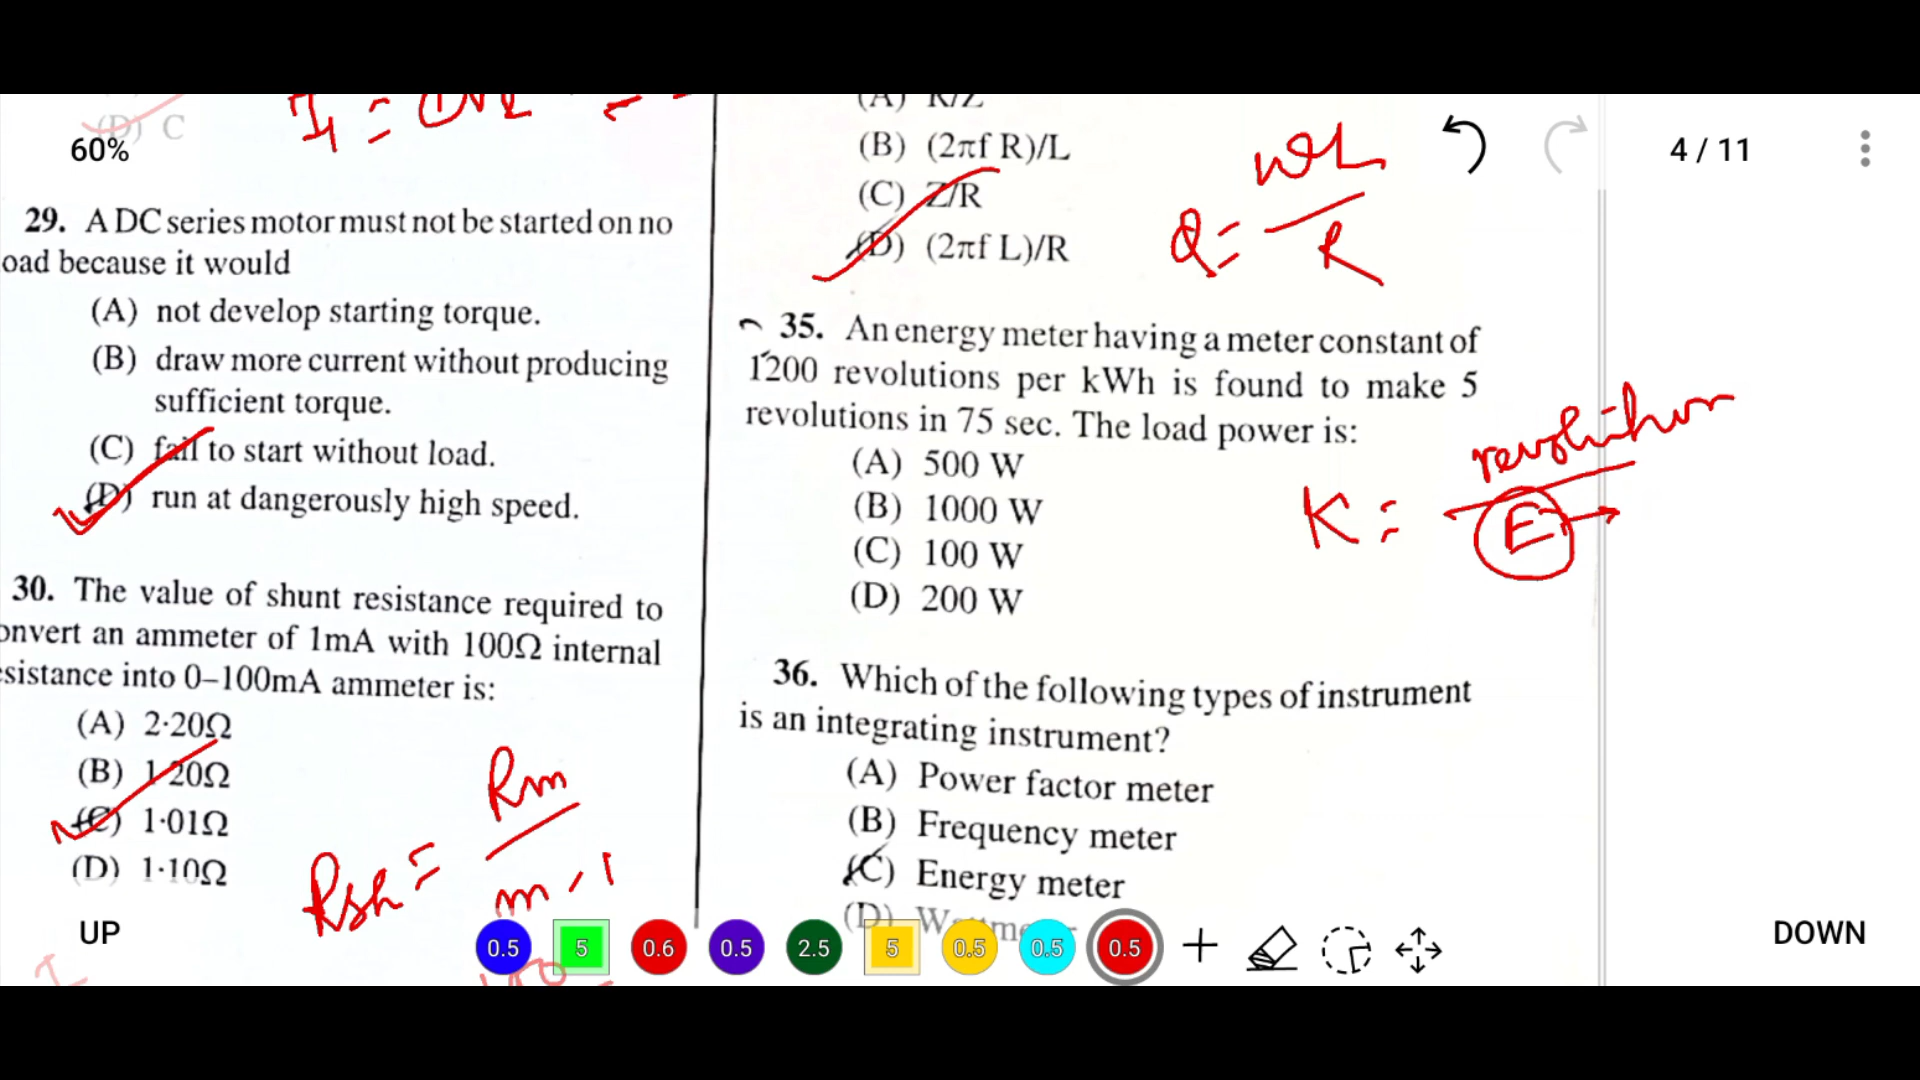 (D) C
60%
29. A DC series motor must not be started on no
oad because it would
(A) not develop starting torque.
(B) draw more current without producing
sufficient torque.
(C) fail to start without load.
(D) run at dangerously high speed.
30. The value of shunt resistance required to
onvert an ammeter of 1mA with 100Ω internal
esistance into 0–100mA ammeter is:
(A) 2·20Ω
(B) 1·20Ω
(C) 1·01Ω
(D) 1·10Ω
Rsh = Rm
m - 1
UP
(A) R/Z
(B) (2πf R)/L
(C) Z/R
(D) (2πf L)/R
Q = WL
R
35. An energy meter having a meter constant of
1200 revolutions per kWh is found to make 5
revolutions in 75 sec. The load power is:
(A) 500 W
(B) 1000 W
(C) 100 W
(D) 200 W
K = revolution
E
36. Which of the following types of instrument
is an integrating instrument?
(A) Power factor meter
(B) Frequency meter
(C) Energy meter
(D)
4 / 11
0.5 5 0.6 0.5 2.5 5 0.5 0.5 0.5
DOWN